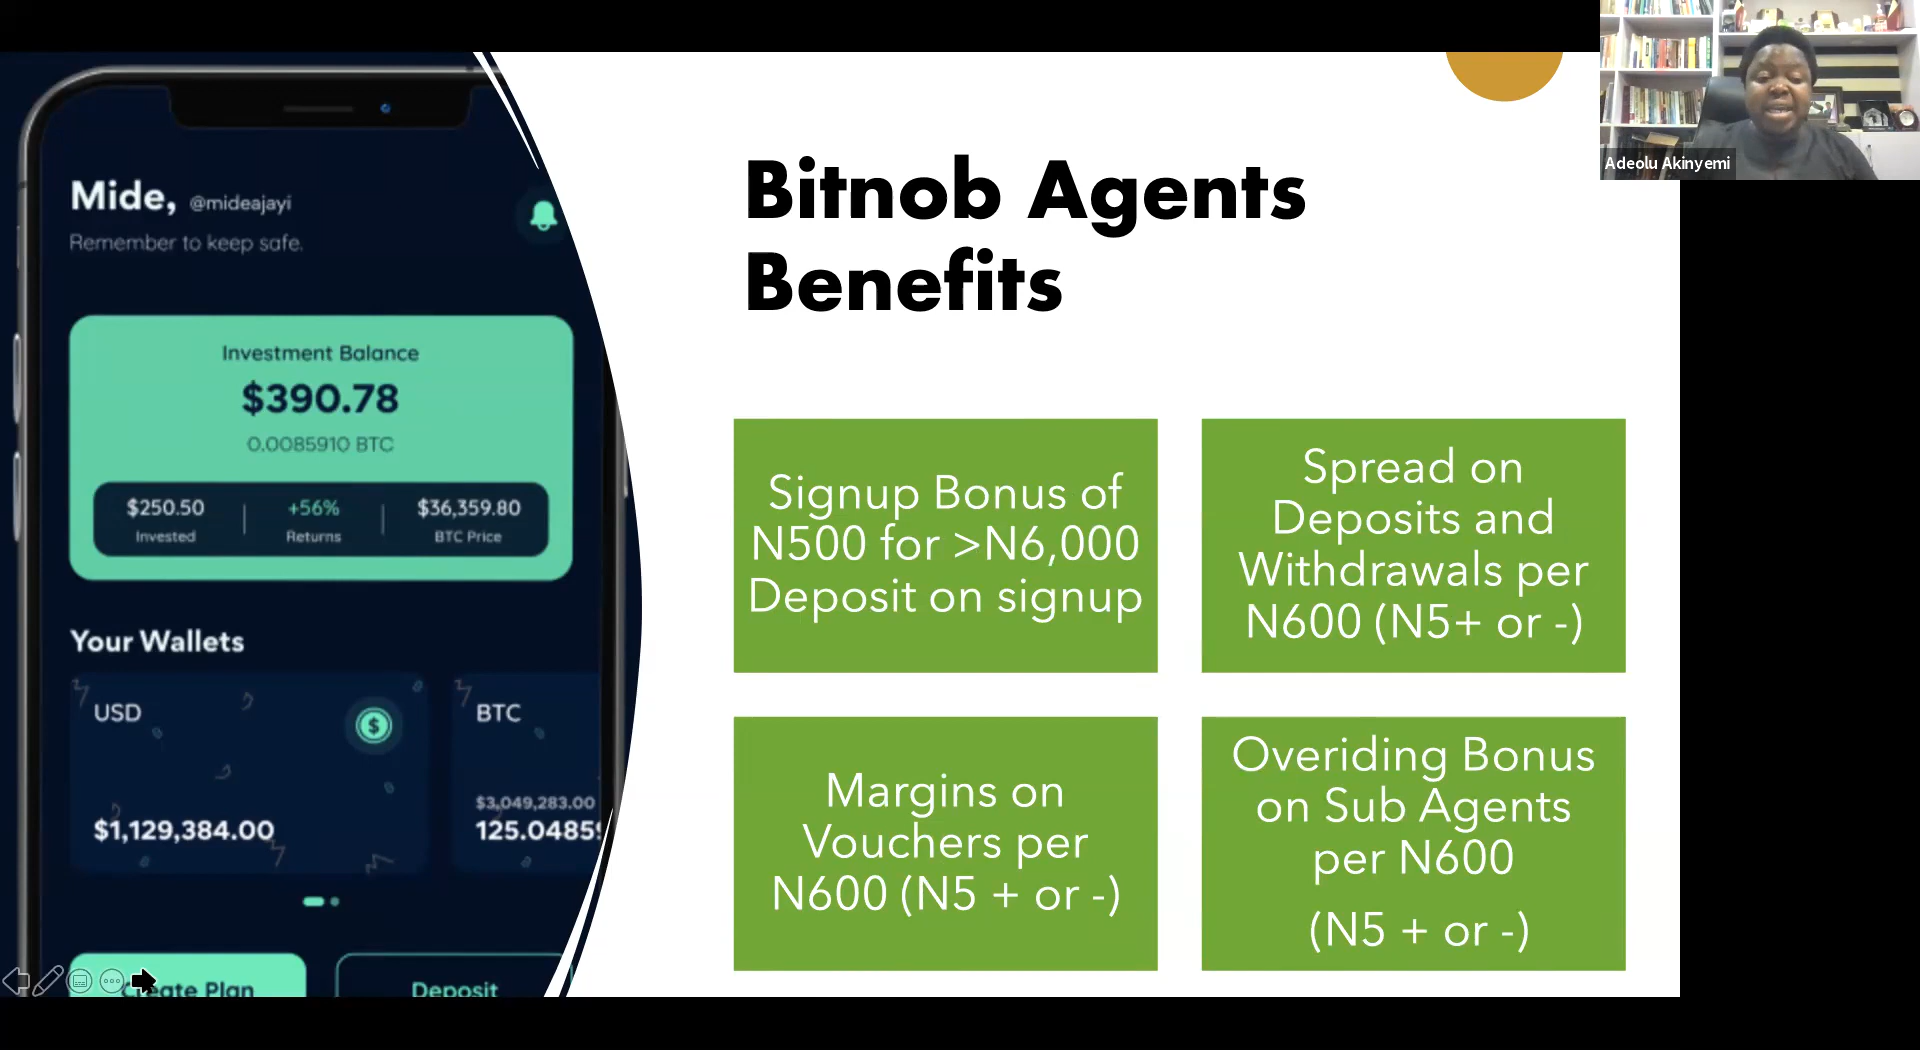 Adeolu Akinyemi
Mide, @mideajayi
Remember to keep safe.
Investment Balance
$390.78
0.0085910 BTC
$250.50 +56% $36,359.80
Invested Returns BTC Price
Your Wallets
USD
$1,129,384.00
BTC
$3,049,283.00
125.0485
Create Plan
Deposit
Bitnob Agents
Benefits
Signup Bonus of
N500 for >N6,000
Deposit on signup
Spread on
Deposits and
Withdrawals per
N600 (N5+ or -)
Margins on
Vouchers per
N600 (N5 + or -)
Overiding Bonus
on Sub Agents
per N600
(N5 + or -)